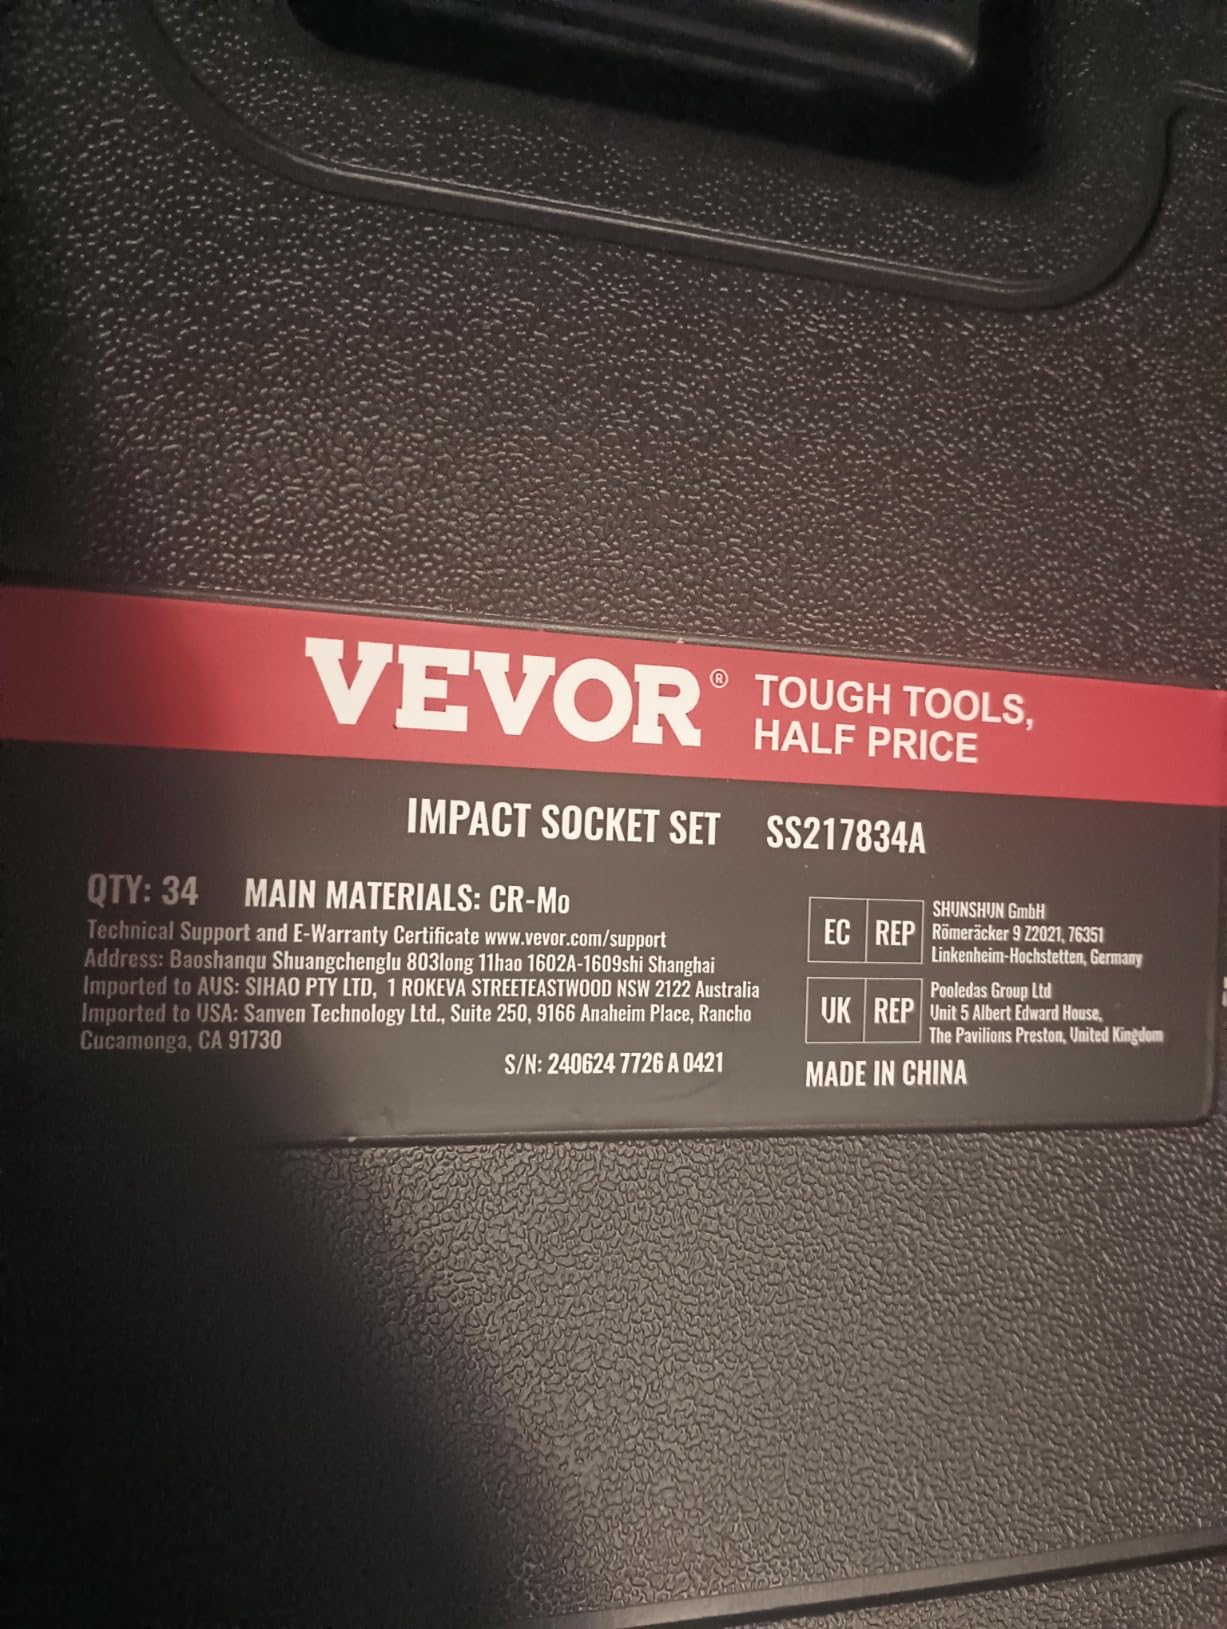 VEVOR® TOUGH TOOLS,
HALF PRICE
IMPACT SOCKET SET SS217834A
QTY: 34 MAIN MATERIALS: CR-Mo
Technical Support and E-Warranty Certificate www.vevor.com/support
Address: Baoshanqu Shuangchenglu 803long 11hao 1602A-1609shi Shanghai
Imported to AUS: SIHAO PTY LTD, 1 ROKEVA STREETEASTWOOD NSW 2122 Australia
Imported to USA: Sanven Technology Ltd., Suite 250, 9166 Anaheim Place, Rancho
Cucamonga, CA 91730
S/N: 240624 7726 A 0421
EC REP
SHUNSHUN GmbH
Römeräcker 9 Z2021, 76351
Linkenheim-Hochstetten, Germany
UK REP
Pooledas Group Ltd
Unit 5 Albert Edward House,
The Pavilions Preston, United Kingdom
MADE IN CHINA